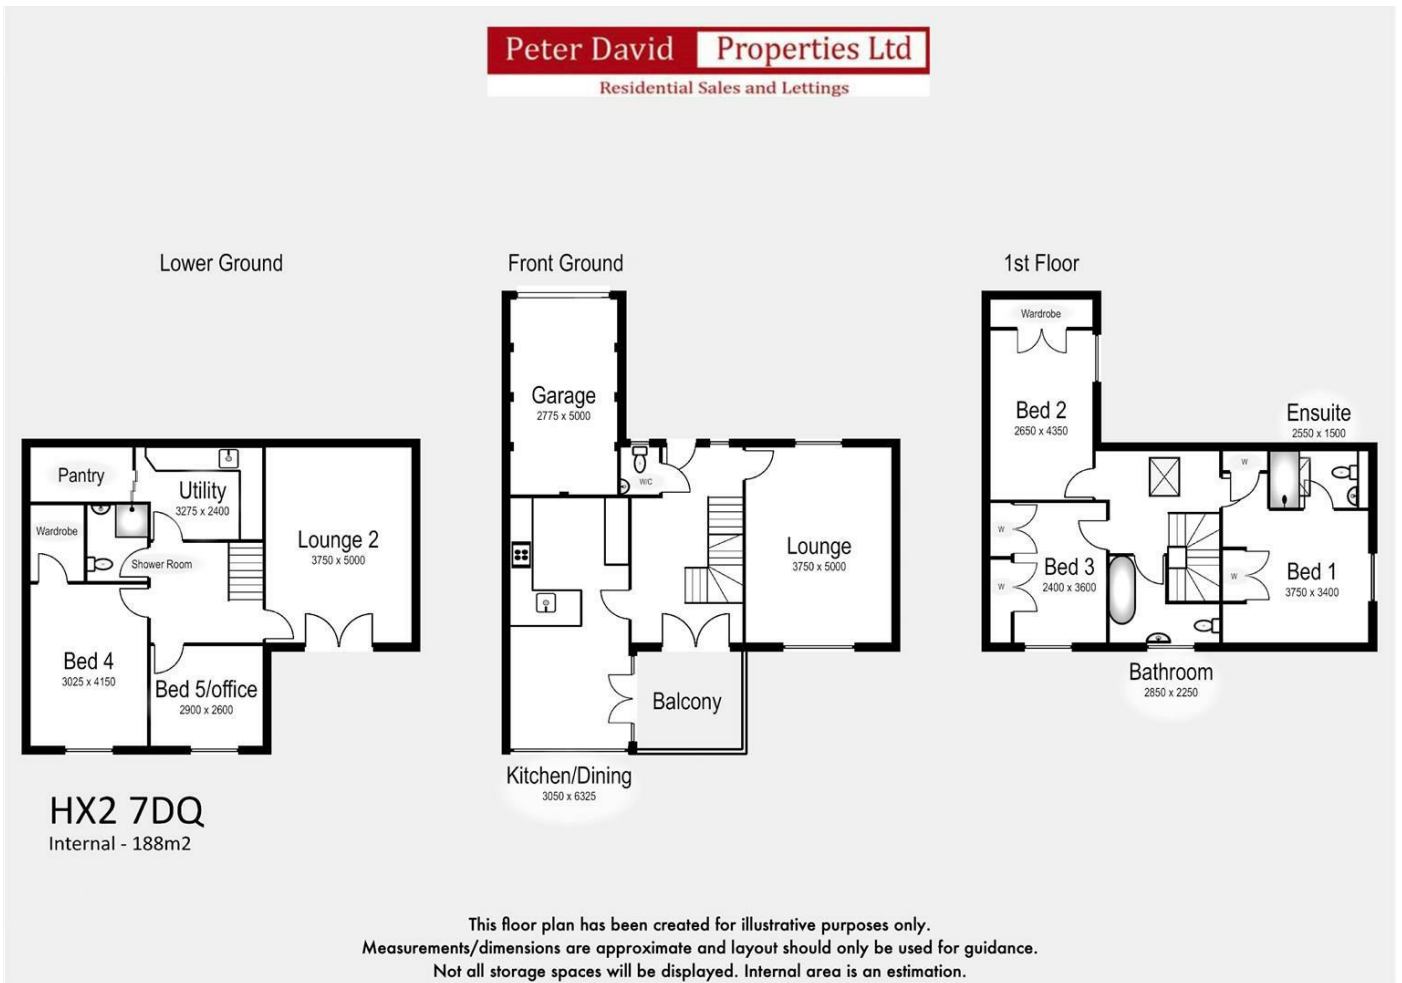 Peter David Properties Ltd
Residential Sales and Lettings
Lower Ground
Pantry
Utility
3275 x 2400
Wardrobe
Shower Room
Lounge 2
3750 x 5000
Bed 4
3025 x 4150
Bed 5/office
2900 x 2600
Front Ground
Garage
2775 x 5000
W/C
Lounge
3750 x 5000
Balcony
Kitchen/Dining
3050 x 6325
1st Floor
Wardrobe
Bed 2
2650 x 4350
Ensuite
2550 x 1500
W
W
Bed 3
2400 x 3600
W
W
Bed 1
3750 x 3400
Bathroom
2850 x 2250
HX2 7DQ
Internal - 188m2
This floor plan has been created for illustrative purposes only.
Measurements/dimensions are approximate and layout should only be used for guidance.
Not all storage spaces will be displayed. Internal area is an estimation.